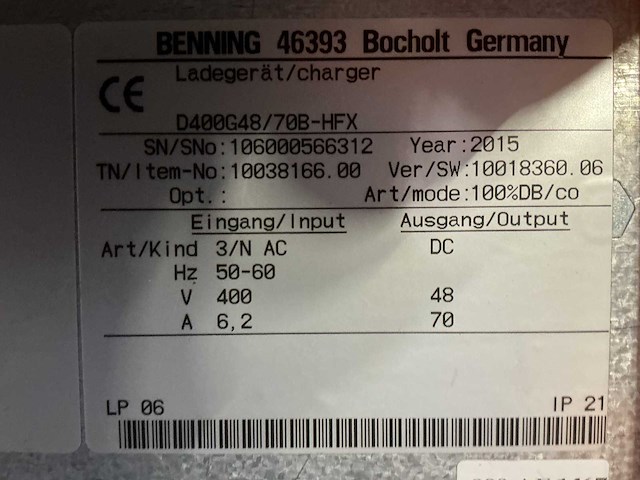 BENNING 46393 Bocholt Germany
CE
Ladegerät/charger
D400G48/70B-HFX
SN/SNo:106000566312 Year:2015
TN/Item-No:10038166.00 Ver/SW:10018360.06
Opt.: Art/mode:100%DB/co
Eingang/Input Ausgang/Output
Art/Kind 3/N AC DC
Hz 50-60
V 400 48
A 6,2 70
LP 06 IP 21